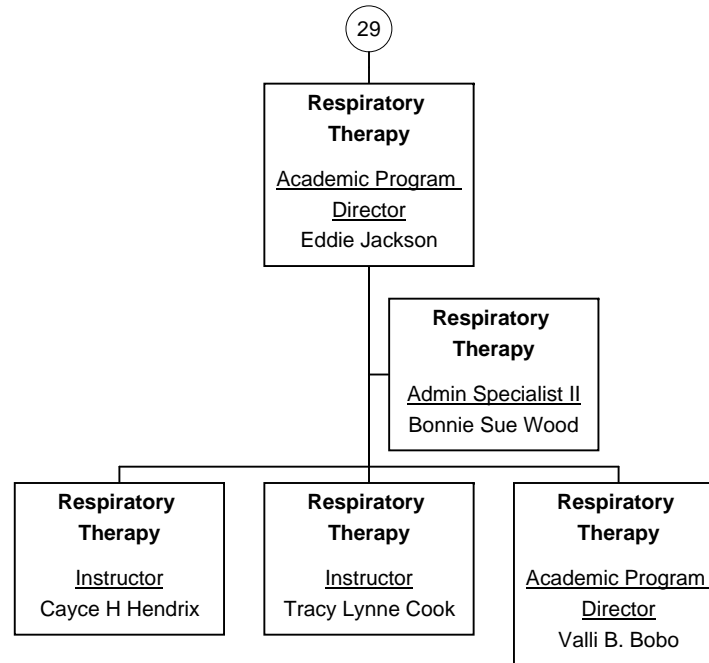 29
Respiratory
Therapy
Academic Program
Director
Eddie Jackson
Respiratory
Therapy
Admin Specialist II
Bonnie Sue Wood
Respiratory
Therapy
Instructor
Cayce H Hendrix
Respiratory
Therapy
Instructor
Tracy Lynne Cook
Respiratory
Therapy
Academic Program
Director
Valli B. Bobo